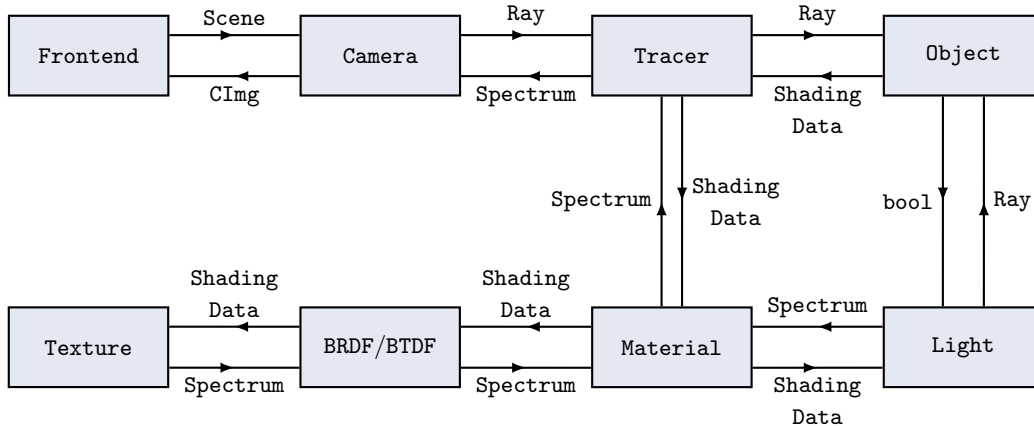 Scene
Ray
Ray
Frontend
Camera
Tracer
Object
CImg
Spectrum
Shading
Data
Spectrum
Shading
Data
bool
Ray
Shading
Data
Shading
Data
Spectrum
Texture
BRDF/BTDF
Material
Light
Spectrum
Spectrum
Shading
Data